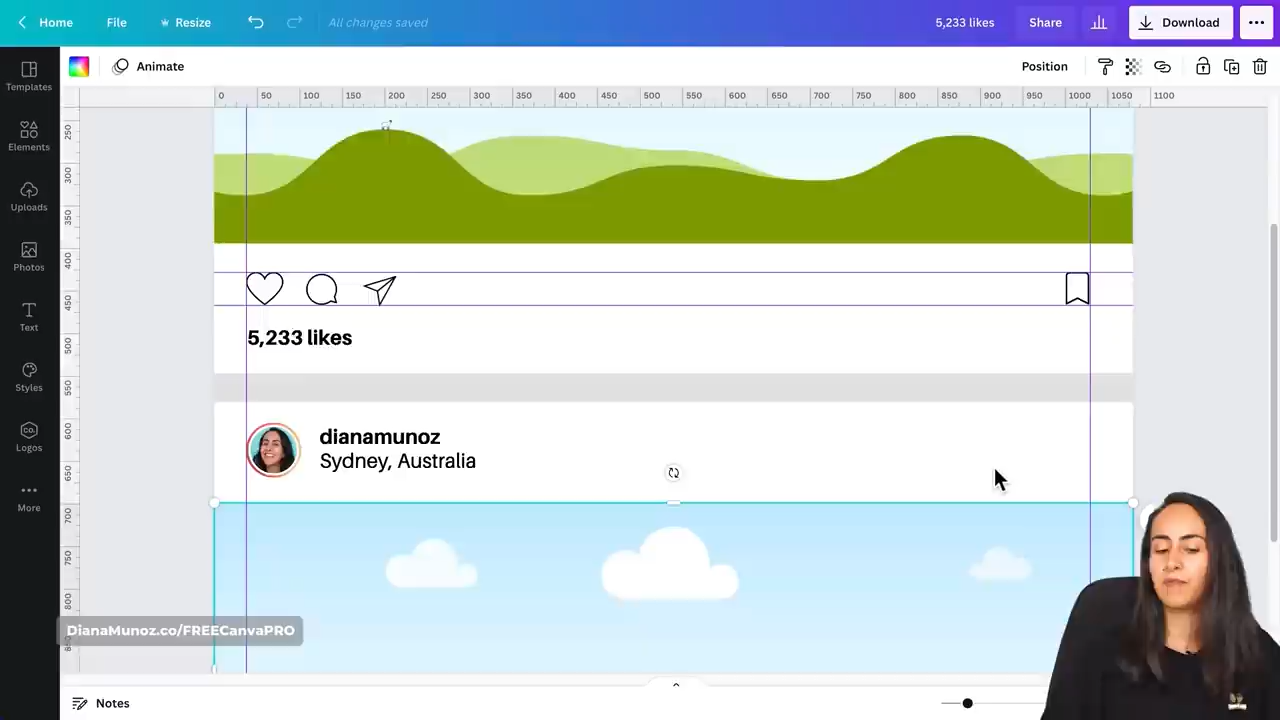 Home File Resize All changes saved 5,233 likes Share Download
Animate Position
Templates
0 50 100 150 200 250 300 350 400 450 500 550 600 650 700 750 800 850 900 950 1000 1050 1100
Elements
Uploads
Photos
Text
Styles
Logos
More
250
300
350
400
450
500
550
600
650
700
750
800
5,233 likes
dianamunoz
Sydney, Australia
DianaMunoz.co/FREECanvaPRO
Notes